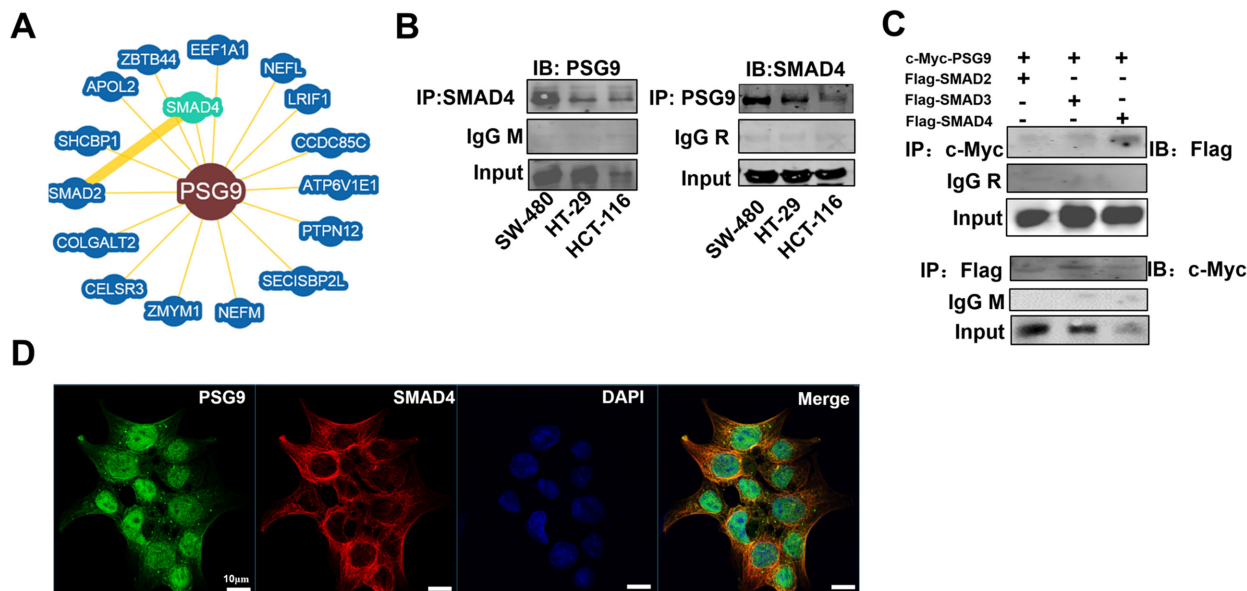 A
ZBTB44
EEF1A1
NEFL
APOL2
SMAD4
LRIF1
SHCBP1
CCDC85C
SMAD2
PSG9
ATP6V1E1
COLGALT2
PTPN12
CELSR3
SECISBP2L
ZMYM1
NEFM
B
IB: PSG9
IP:SMAD4
IgG M
Input
SW-480
HT-29
HCT-116
IB:SMAD4
IP: PSG9
IgG R
Input
SW-480
HT-29
HCT-116
C
c-Myc-PSG9 + + +
Flag-SMAD2 + - -
Flag-SMAD3 - + -
Flag-SMAD4 - - +
IP: c-Myc IB: Flag
IgG R
Input
IP: Flag IB: c-Myc
IgG M
Input
D
PSG9
SMAD4
DAPI
Merge
10μm